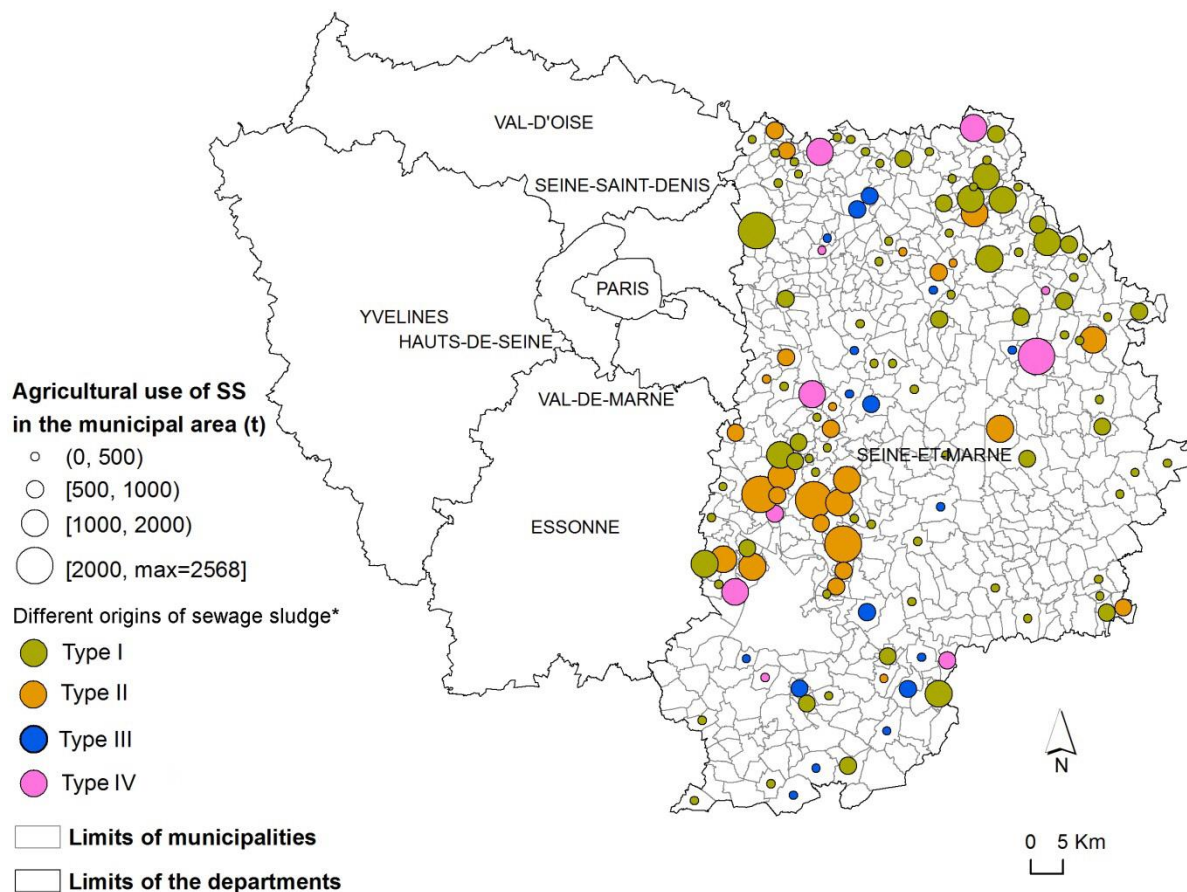 VAL-D'OISE
SEINE-SAINT-DENIS
PARIS
YVELINES
HAUTS-DE-SEINE
VAL-DE-MARNE
SEINE-ET-MARNE
ESSONNE
Agricultural use of SS
in the municipal area (t)
(0, 500)
[500, 1000)
[1000, 2000)
[2000, max=2568]
Different origins of sewage sludge*
Type I
Type II
Type III
Type IV
Limits of municipalities
Limits of the departments
N
0 5 Km